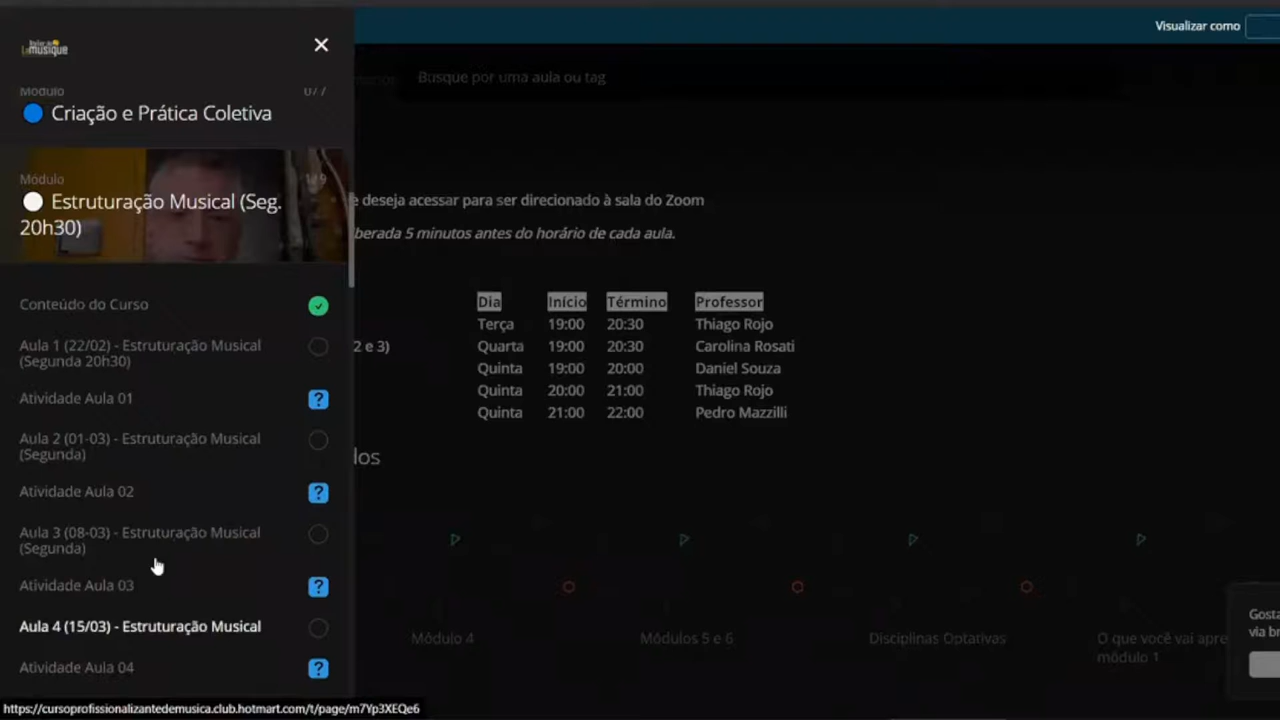 Visualizar como
musique
Busque por uma aula ou tag
Módulo
Criação e Prática Coletiva
Módulo
1/9
Estruturação Musical (Seg.
20h30)
e deseja acessar para ser direcionado à sala do Zoom
berada 5 minutos antes do horário de cada aula.
Dia Início Término Professor
Terça 19:00 20:30 Thiago Rojo
2 e 3) Quarta 19:00 20:30 Carolina Rosati
Quinta 19:00 20:00 Daniel Souza
Quinta 20:00 21:00 Thiago Rojo
Quinta 21:00 22:00 Pedro Mazzilli
dos
Conteúdo do Curso
Aula 1 (22/02) - Estruturação Musical
(Segunda 20h30)
Atividade Aula 01
Aula 2 (01-03) - Estruturação Musical
(Segunda)
Atividade Aula 02
Aula 3 (08-03) - Estruturação Musical
(Segunda)
Atividade Aula 03
Aula 4 (15/03) - Estruturação Musical
Atividade Aula 04
Módulo 4
Módulos 5 e 6
Disciplinas Optativas
O que você vai apre
módulo 1
Gosta
via br
https://cursoprofissionalizantedemusica.club.hotmart.com/t/page/m7Yp3XEQe6